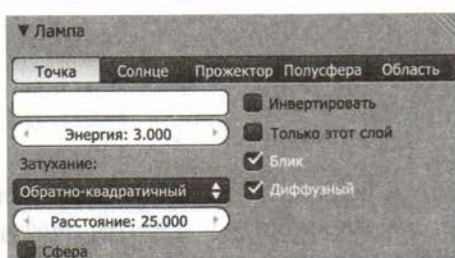 Лампа
Точка Солнце Прожектор Полусфера Область
Инвертировать
Энергия: 3.000
Только этот слой
Затухание:
Блик
Обратно-квадратичный
Диффузный
Расстояние: 25.000
Сфера